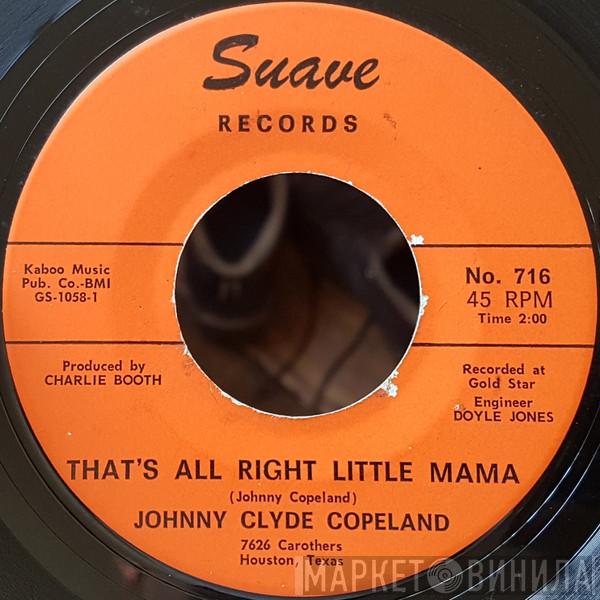 Suave
RECORDS
Kaboo Music
Pub. Co.-BMI
GS-1058-1
No. 716
45 RPM
Time 2:00
Produced by
CHARLIE BOOTH
Recorded at
Gold Star
Engineer
DOYLE JONES
THAT'S ALL RIGHT LITTLE MAMA
(Johnny Copeland)
JOHNNY CLYDE COPELAND
7626 Carothers
Houston, Texas
МАРКЕТ ВИНИЛА